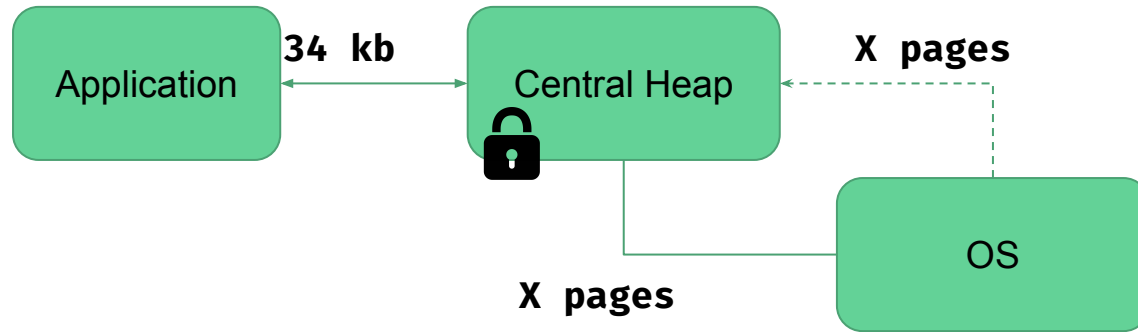 34 kb
X pages
Application
Central Heap
OS
X pages